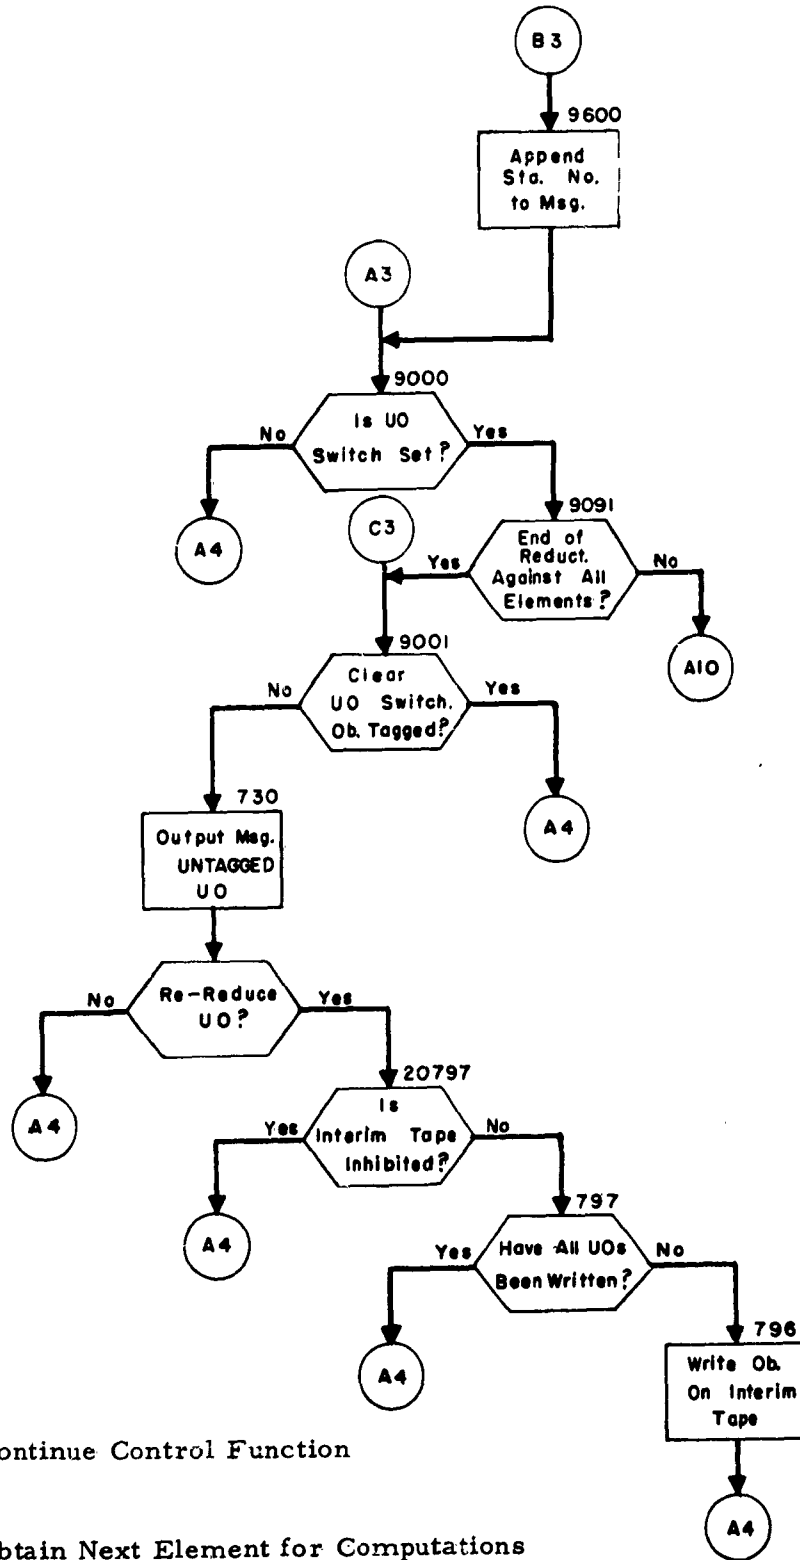 B3
9600
Append
Sta. No.
to Msg.
A3
9000
Is UO
Switch Set?
No
Yes
A4
C3
9091
End of
Reduct.
Against All
Elements?
Yes
No
A10
9001
Clear
UO Switch.
Ob. Tagged?
No
Yes
A4
730
Output Msg.
UNTAGGED
UO
Re-Reduce
UO?
No
Yes
A4
20797
Is
Interim Tape
Inhibited?
Yes
No
A4
797
Have All UOs
Been Written?
Yes
No
A4
796
Write Ob.
On Interim
Tape
A4
ontinue Control Function
btain Next Element for Computations